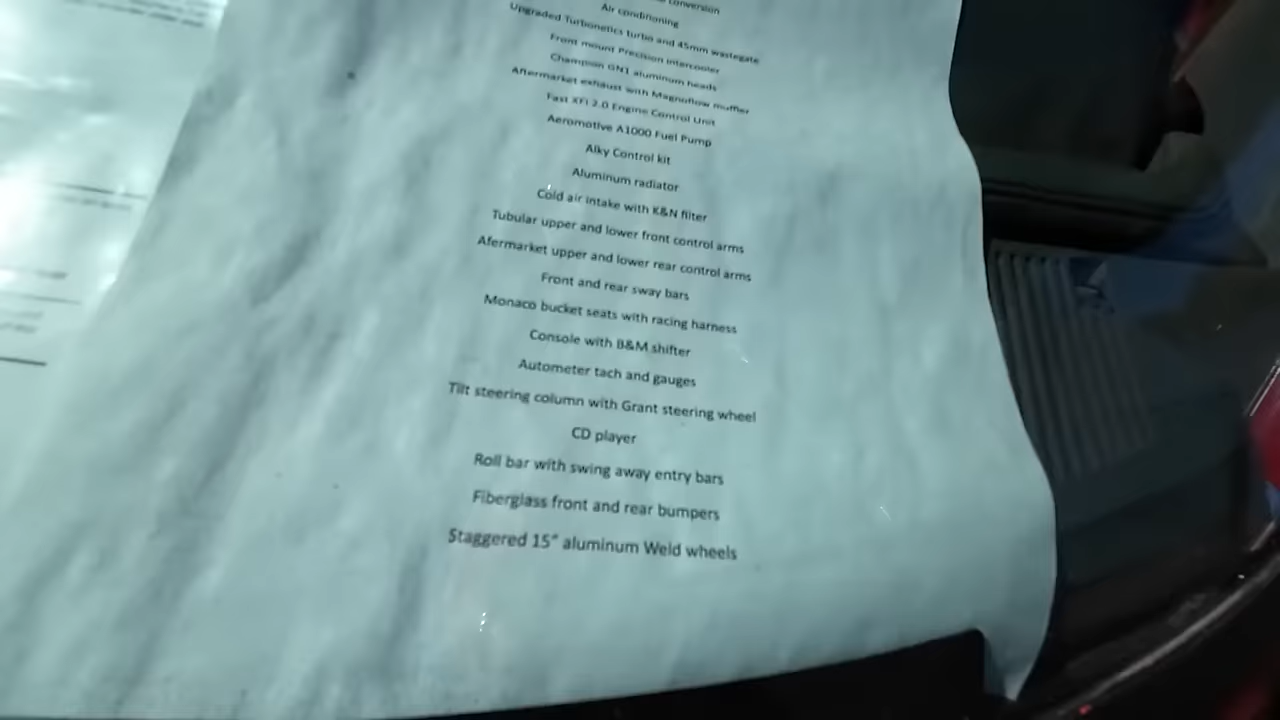 conversion
Air conditioning
Upgraded Turbonetics turbo and 45mm wastegate
Front mount Precision intercooler
Champion GN1 aluminum heads
Aftermarket exhaust with Magnaflow muffler
Fast XFI 2.0 Engine Control Unit
Aeromotive A1000 Fuel Pump
Alky Control kit
Aluminum radiator
Cold air intake with K&N filter
Tubular upper and lower front control arms
Afermarket upper and lower rear control arms
Front and rear sway bars
Monaco bucket seats with racing harness
Console with B&M shifter
Autometer tach and gauges
Tilt steering column with Grant steering wheel
CD player
Roll bar with swing away entry bars
Fiberglass front and rear bumpers
Staggered 15" aluminum Weld wheels